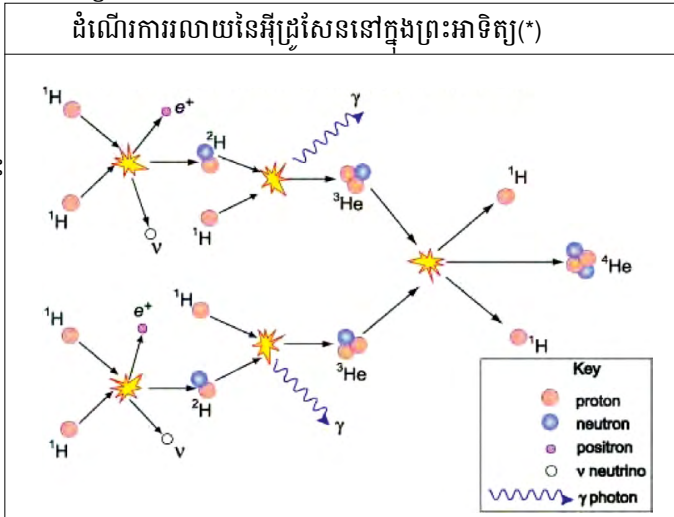 ដំណើរការរលាយនៃអ៊ីដ្រូសែននៅក្នុងព្រះអាទិត្យ(*)
¹H
e⁺
¹H
ν
²H
¹H
γ
³He
¹H
⁴He
¹H
¹H
e⁺
¹H
ν
²H
¹H
γ
³He
Key
proton
neutron
positron
ν neutrino
γ photon